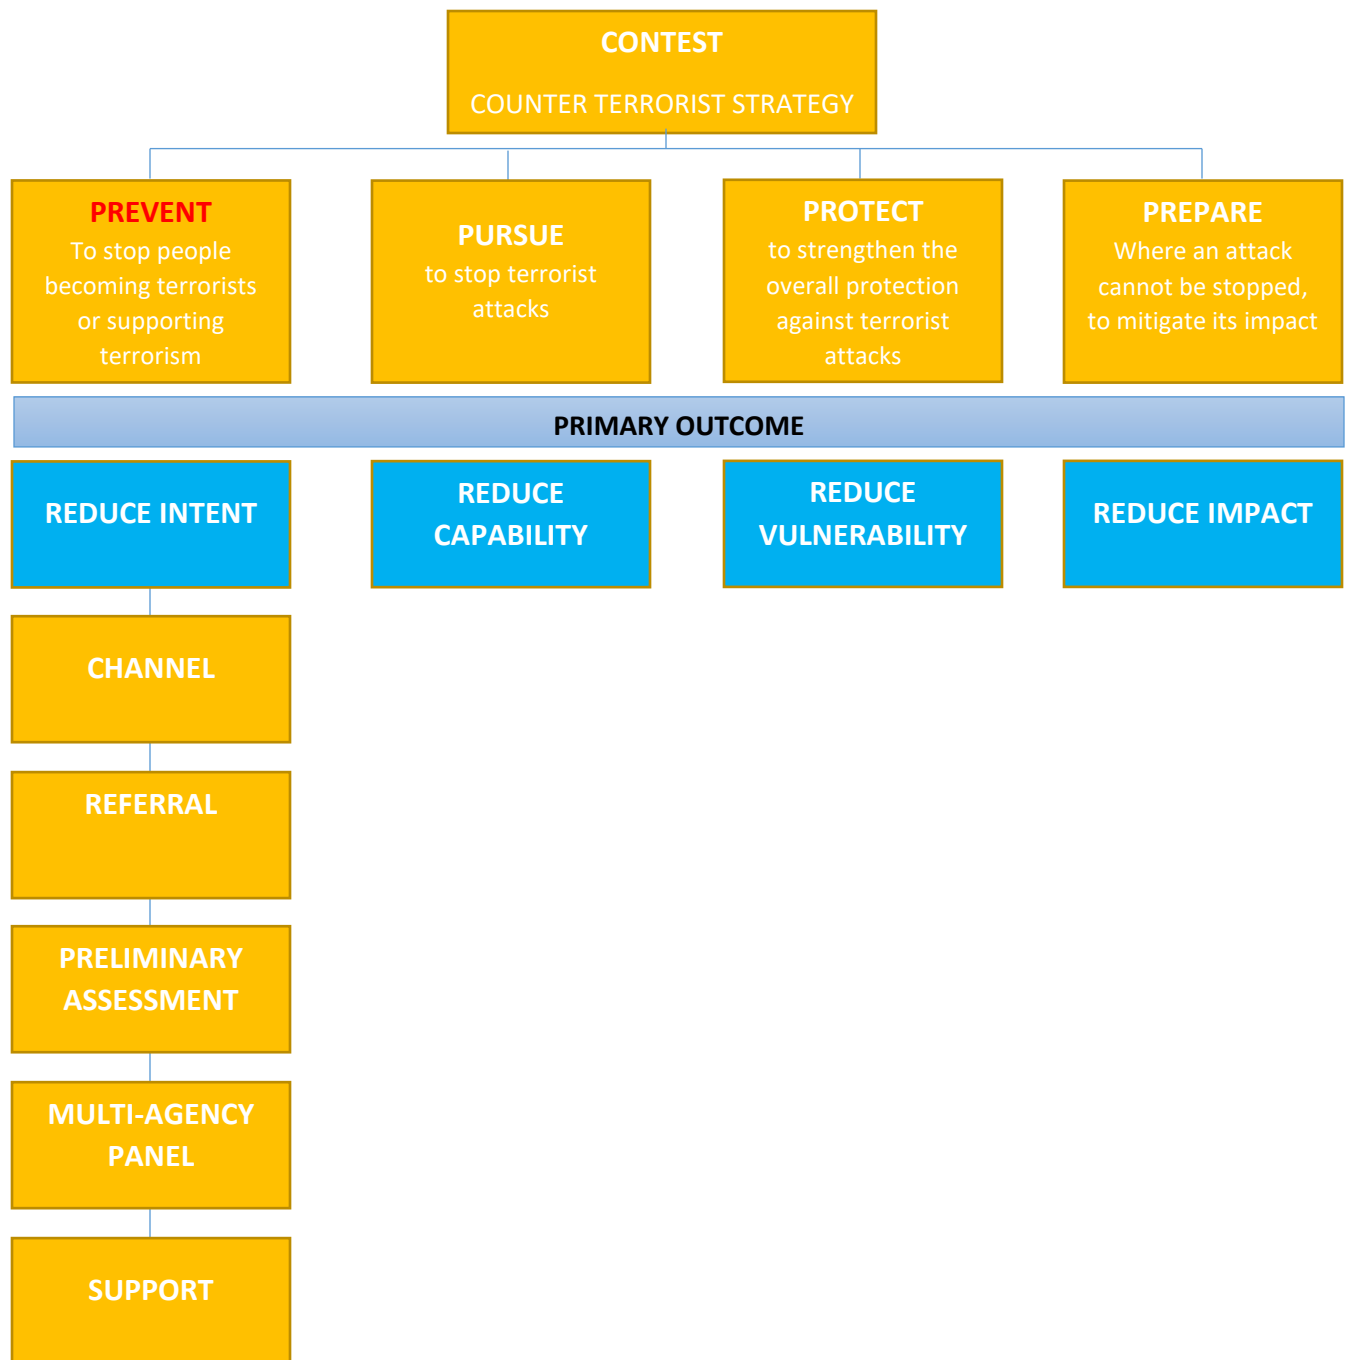 CONTEST
COUNTER TERRORIST STRATEGY
PREVENT
To stop people
becoming terrorists
or supporting
terrorism
PURSUE
to stop terrorist
attacks
PROTECT
to strengthen the
overall protection
against terrorist
attacks
PREPARE
Where an attack
cannot be stopped,
to mitigate its impact
PRIMARY OUTCOME
REDUCE INTENT
REDUCE
CAPABILITY
REDUCE
VULNERABILITY
REDUCE IMPACT
CHANNEL
REFERRAL
PRELIMINARY
ASSESSMENT
MULTI-AGENCY
PANEL
SUPPORT